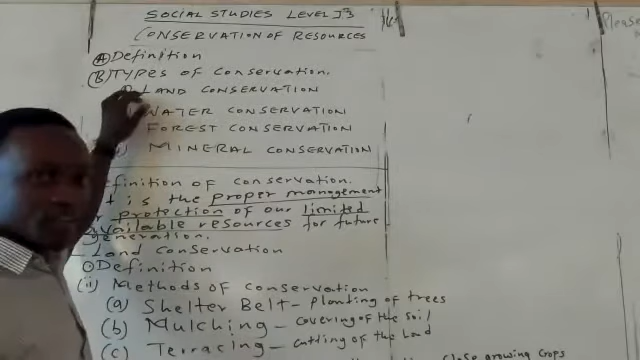 SOCIAL STUDIES LEVEL J3
CONSERVATION OF RESOURCES
(A) Definition
(B) TYPES OF Conservation.
LAND CONSERVATION
WATER CONSERVATION
FOREST CONSERVATION
MINERAL CONSERVATION
Definition of conservation.
It is the proper management
protection of our limited
available resources for future
generation.
Land conservation
(i) Definition
(ii) Methods of conservation
(a) Shelter Belt - Planting of trees
(b) Mulching - covering of the soil
(c) Terracing - cutting of the land
close growing crops
Please